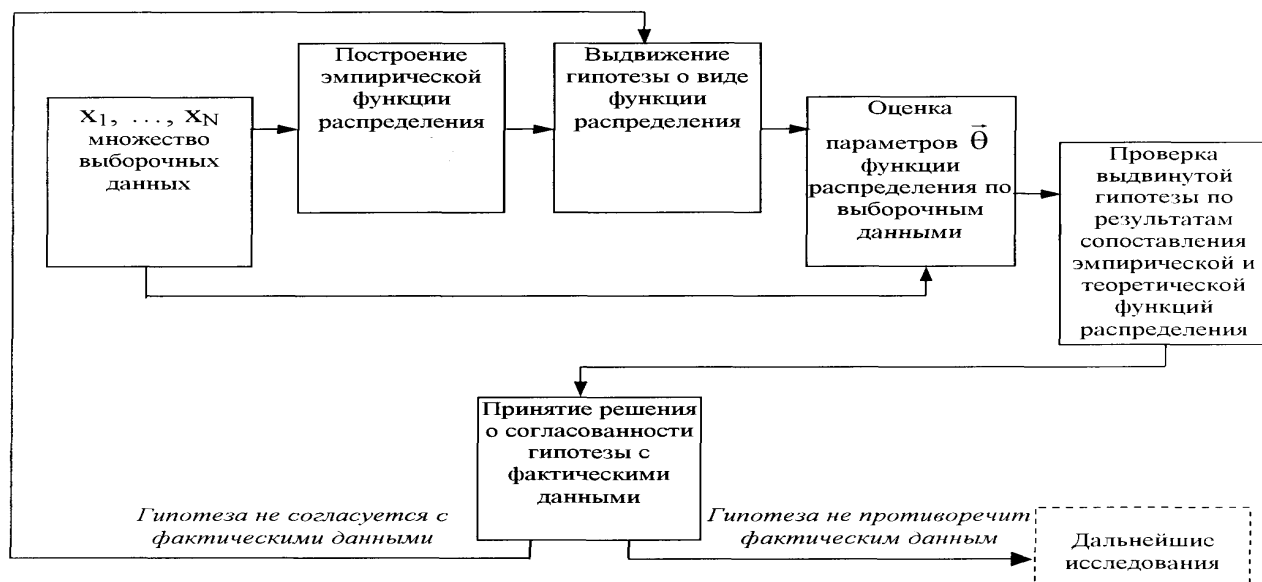 X1, ..., XN
множество
выборочных
данных
Построение
эмпирической
функции
распределения
Выдвижение
гипотезы о виде
функции
распределения
Оценка
параметров Θ⃗
функции
распределения по
выборочным
данными
Проверка
выдвинутой
гипотезы по
результатам
сопоставления
эмпирической и
теоретической
функций
распределения
Принятие решения
о согласованности
гипотезы с
фактическими
данными
Гипотеза не согласуется с
фактическими данными
Гипотеза не противоречит
фактическим данным
Дальнейшис
исследования